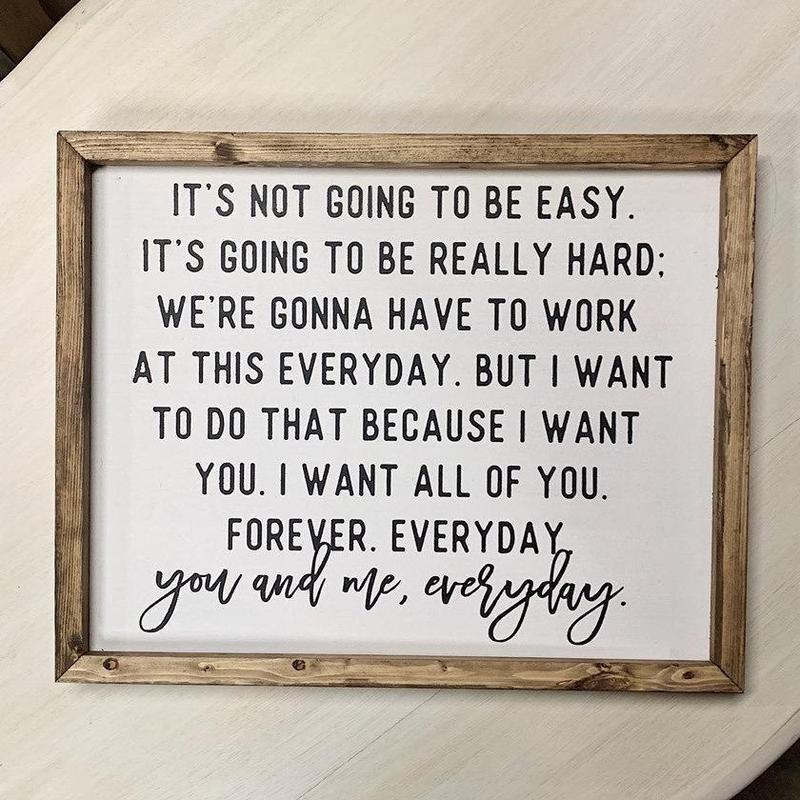 IT'S NOT GOING TO BE EASY.
IT'S GOING TO BE REALLY HARD;
WE'RE GONNA HAVE TO WORK
AT THIS EVERYDAY. BUT I WANT
TO DO THAT BECAUSE I WANT
YOU. I WANT ALL OF YOU.
FOREVER. EVERYDAY.
you and me, everyday.